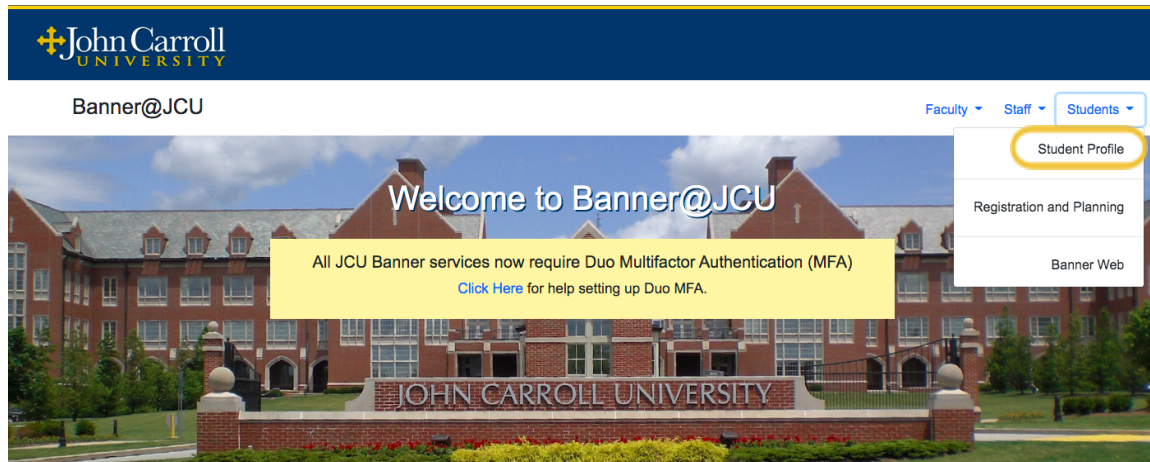 John Carroll
UNIVERSITY
Banner@JCU
Faculty Staff Students
Student Profile
Registration and Planning
Banner Web
Welcome to Banner@JCU
All JCU Banner services now require Duo Multifactor Authentication (MFA)
Click Here for help setting up Duo MFA.
JOHN CARROLL UNIVERSITY